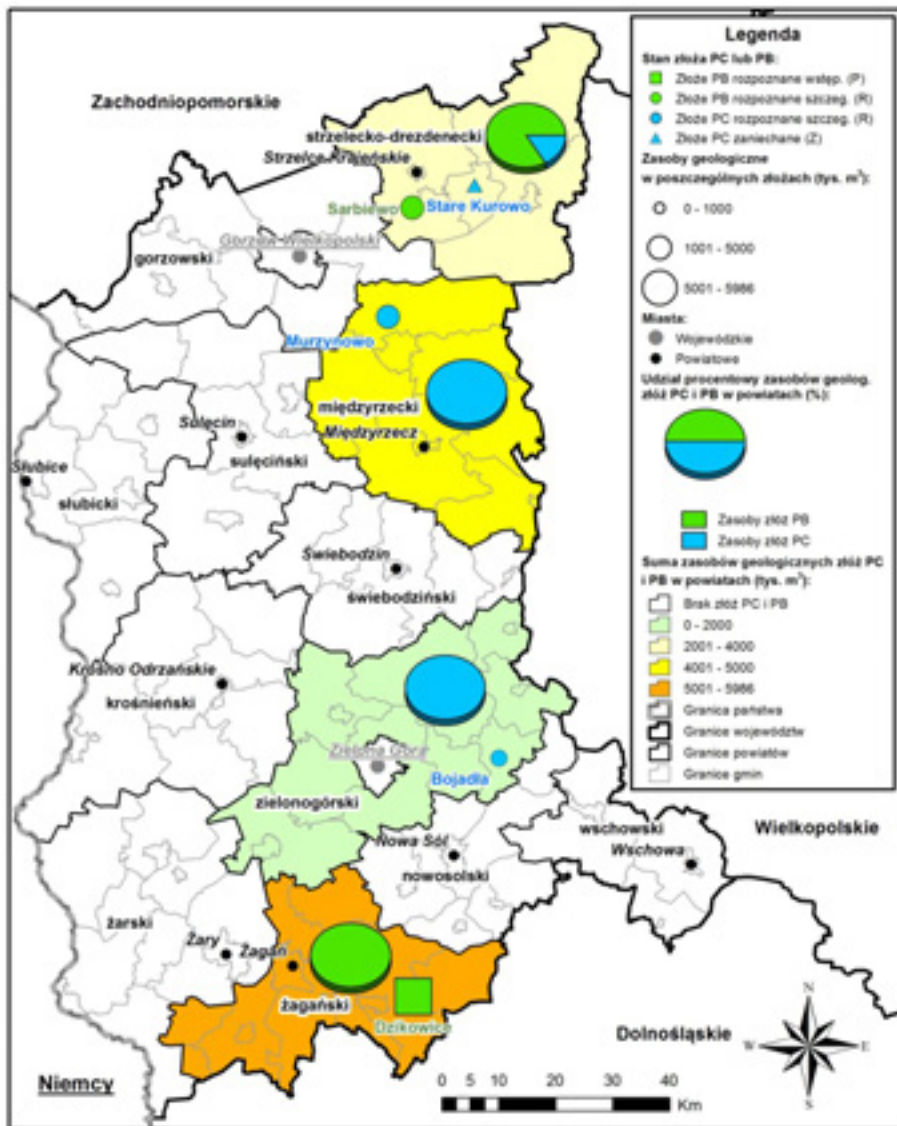 Zachodniopomorskie
strzelecko-drezdenecki
Strzelce Krajeńskie
Sarbiewo
Stare Kurowo
Gorzów Wielkopolski
gorzowski
Murzynowo
międzyrzecki
Międzyrzecz
Sulęcin
sulęciński
Słubice
słubicki
Świebodzin
świebodziński
Krosno Odrzańskie
krośnieński
Zielona Góra
Bojadła
zielonogórski
Nowa Sól
nowosolski
wschowski
Wschowa
Wielkopolskie
żarski
Żary
Żagań
żagański
Dzikowice
Dolnośląskie
Niemcy
N
W
E
S
0 5 10 20 30 40
Km
Legenda
Stan złoża PC lub PB:
Złoże PB rozpoznane wstęp. (P)
Złoże PB rozpoznane szczeg. (R)
Złoże PC rozpoznane szczeg. (R)
Złoże PC zaniechane (Z)
Zasoby geologiczne
w poszczególnych złożach (tys. m³):
0 - 1000
1001 - 5000
5001 - 5986
Miasta:
Wojewódzkie
Powiatowe
Udział procentowy zasobów geolog.
złóż PC i PB w powiatach (%):
Zasoby złóż PB
Zasoby złóż PC
Suma zasobów geologicznych złóż PC
i PB w powiatach (tys. m³):
Brak złóż PC i PB
0 - 2000
2001 - 4000
4001 - 5000
5001 - 5986
Granica państwa
Granice województw
Granice powiatów
Granice gmin